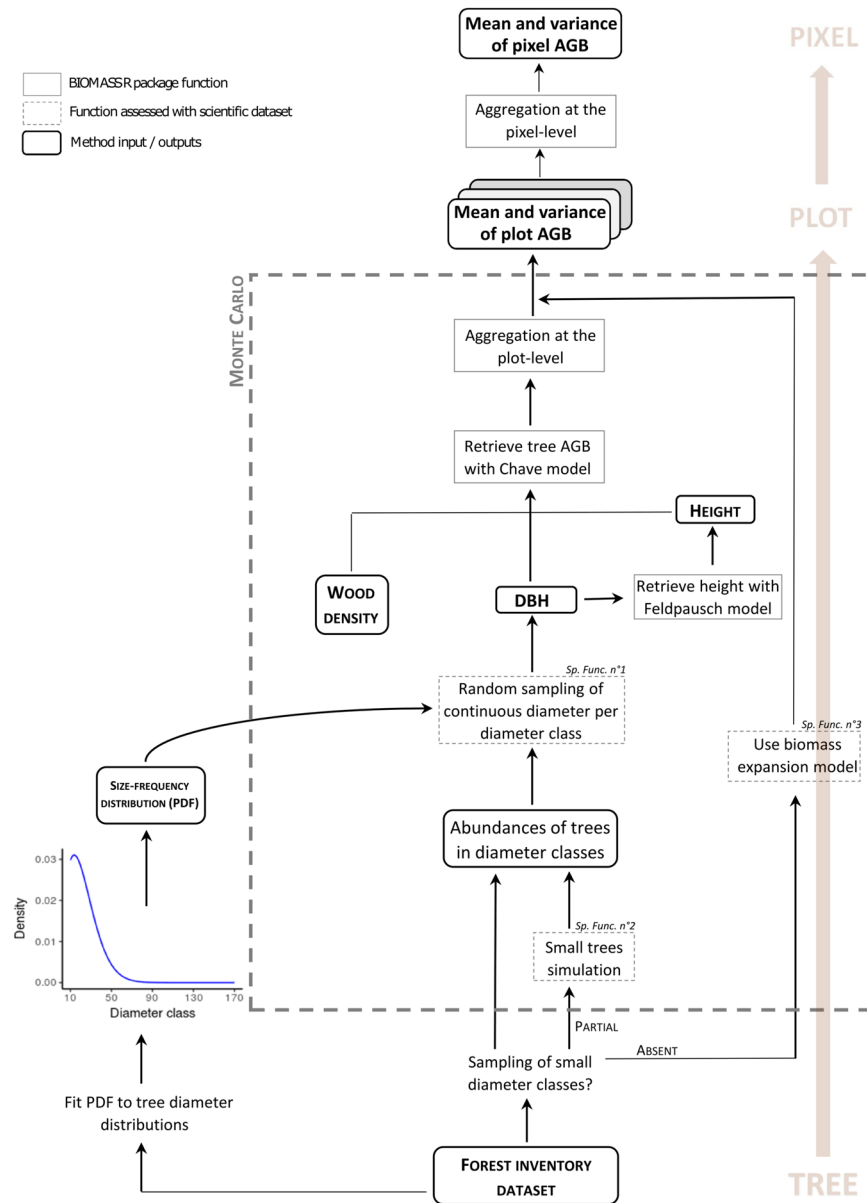 Mean and variance
of pixel AGB
PIXEL
BIOMASSR package function
Function assessed with scientific dataset
Method input / outputs
Aggregation at the
pixel-level
Mean and variance
of plot AGB
PLOT
MONTE CARLO
Aggregation at the
plot-level
Retrieve tree AGB
with Chave model
HEIGHT
WOOD
DENSITY
DBH
Retrieve height with
Feldpausch model
Sp. Func. n°1
Random sampling of
continuous diameter per
diameter class
Sp. Func. n°3
Use biomass
expansion model
SIZE-FREQUENCY
DISTRIBUTION (PDF)
Abundances of trees
in diameter classes
Density
0.03
0.02
0.01
0.00
10 50 90 130 170
Diameter class
Sp. Func. n°2
Small trees
simulation
PARTIAL
ABSENT
Sampling of small
diameter classes?
Fit PDF to tree diameter
distributions
FOREST INVENTORY
DATASET
TREE